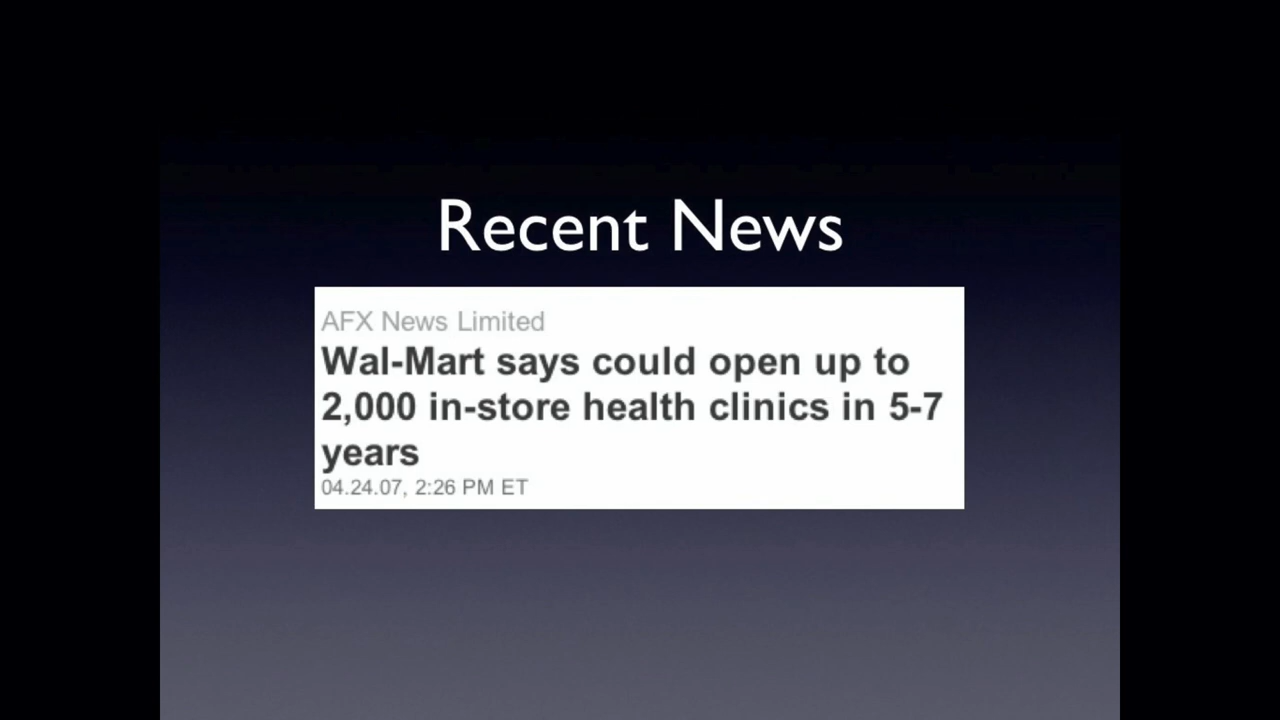 Recent News
AFX News Limited
Wal-Mart says could open up to
2,000 in-store health clinics in 5-7
years
04.24.07, 2:26 PM ET